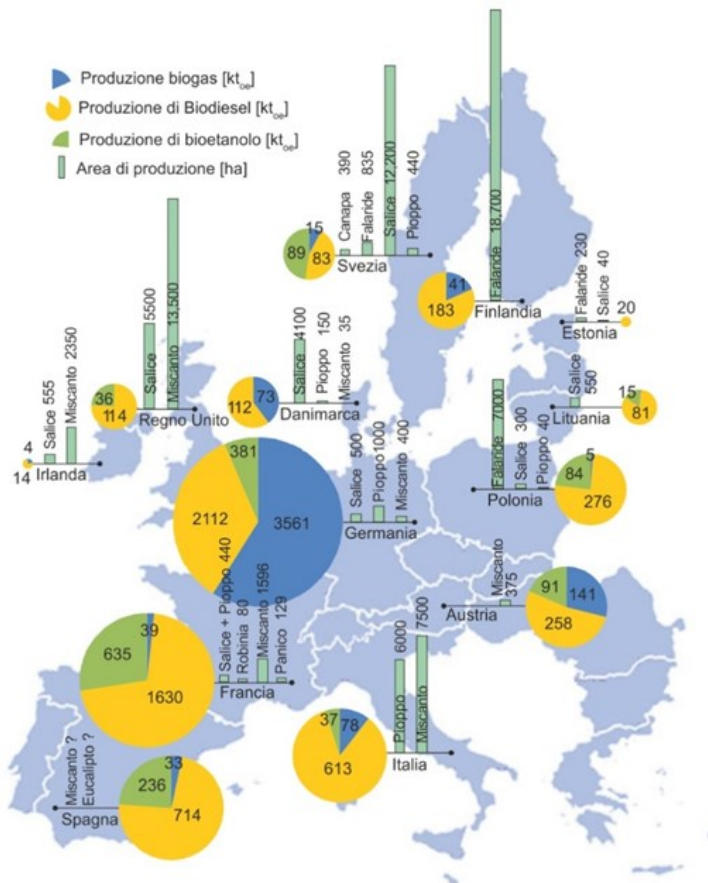 Produzione biogas [kt_oe]
Produzione di Biodiesel [kt_oe]
Produzione di bioetanolo [kt_oe]
Area di produzione [ha]
Canapa 390
Falaride 835
Salice 12,200
Pioppo 440
15
89
83
Svezia
Falaride 18,700
41
183
Finlandia
Falaride 230
Salice 40
20
Estonia
Salice 5500
Miscanto 13,500
36
114
Regno Unito
Salice 4100
Pioppo 150
Miscanto 35
73
112
Danimarca
Salice 550
15
81
Lituania
Salice 555
Miscanto 2350
4
14
Irlanda
Falaride 7000
Salice 300
Pioppo 40
5
84
276
Polonia
381
2112
3561
Salice 500
Pioppo 1000
Miscanto 400
Germania
Miscanto 375
91
141
258
Austria
Salice + Pioppo 440
Robinia 80
Miscanto 1596
Panico 129
39
635
1630
Francia
Pioppo 6000
Miscanto 7500
37
78
613
Italia
Miscanto ?
Eucalipto ?
33
236
714
Spagna